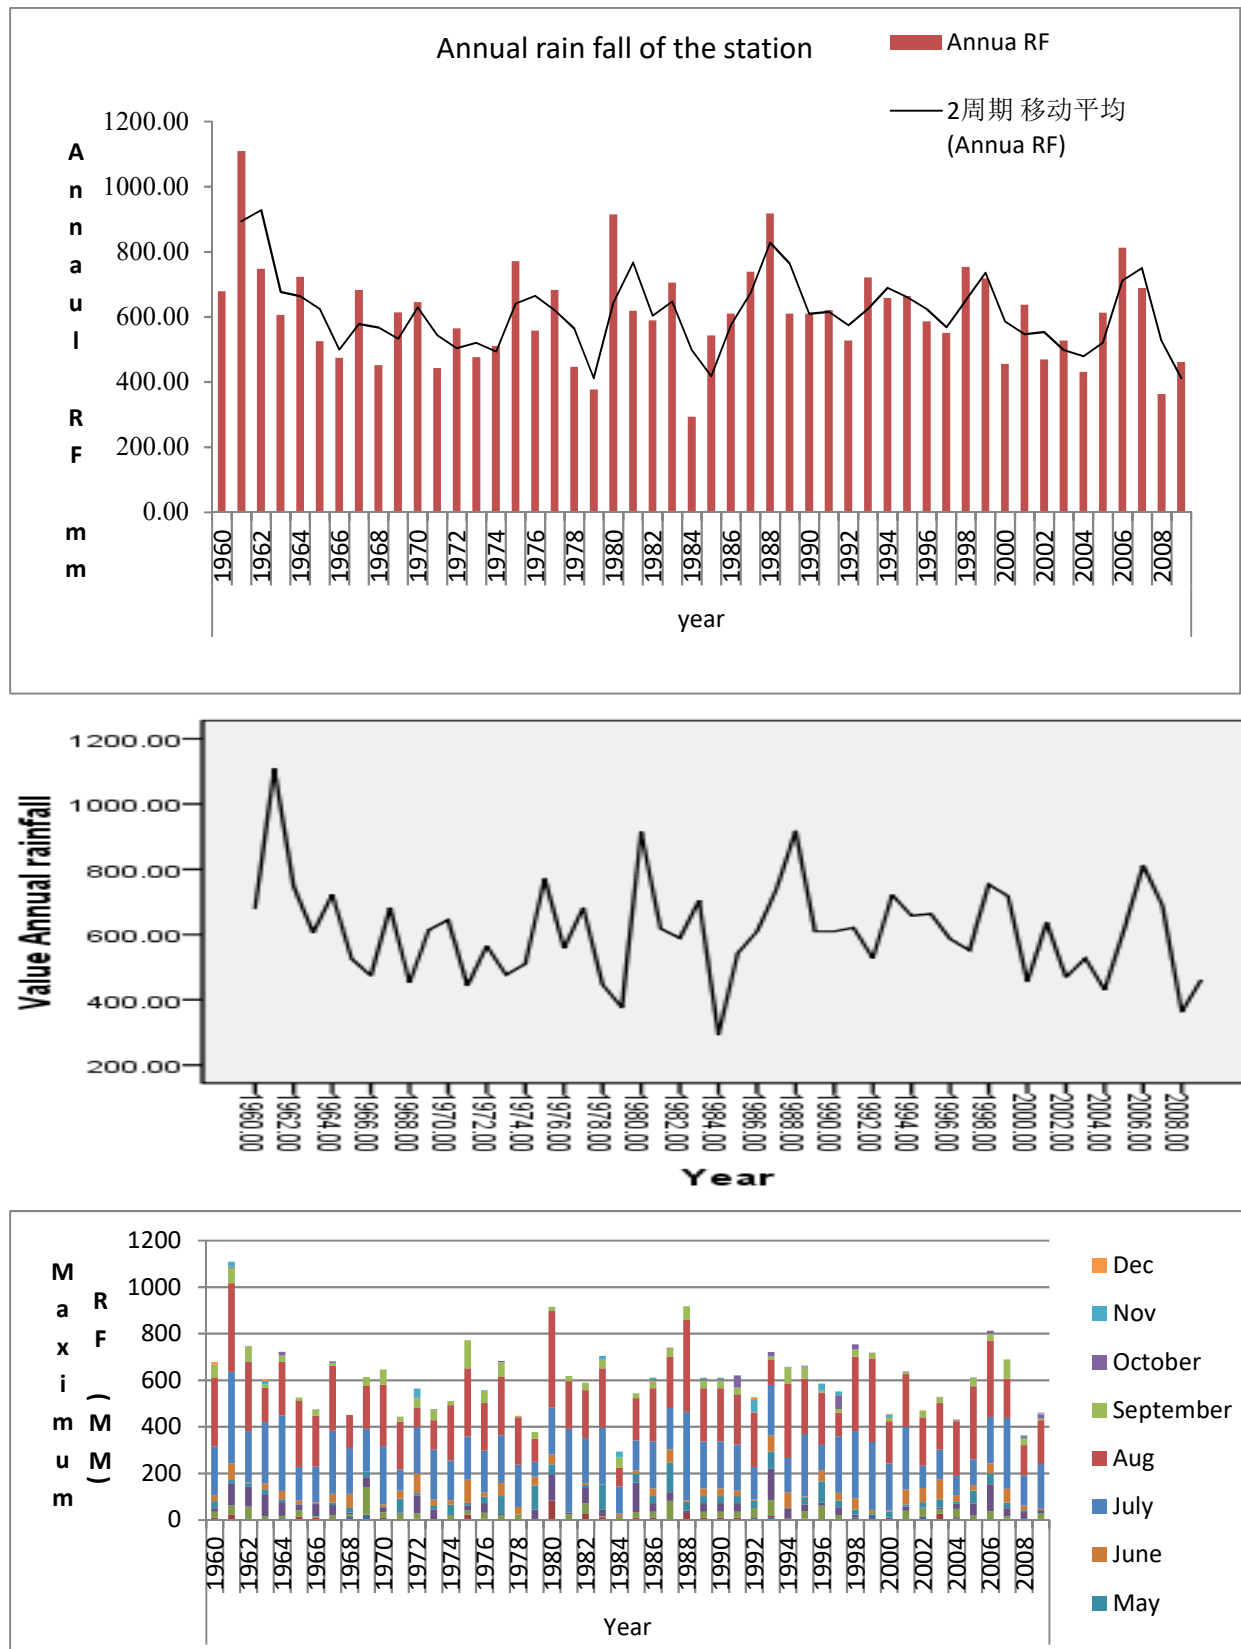 Annual rain fall of the station
Annua RF
2周期 移动平均
(Annua RF)
Annaul RF mm
1200.00
1000.00
800.00
600.00
400.00
200.00
0.00
1960 1962 1964 1966 1968 1970 1972 1974 1976 1978 1980 1982 1984 1986 1988 1990 1992 1994 1996 1998 2000 2002 2004 2006 2008
year
Value Annual rainfall
1200.00
1000.00
800.00
600.00
400.00
200.00
1960.00 1962.00 1964.00 1966.00 1968.00 1970.00 1972.00 1974.00 1976.00 1978.00 1980.00 1982.00 1984.00 1986.00 1988.00 1990.00 1992.00 1994.00 1996.00 1998.00 2000.00 2002.00 2004.00 2006.00 2008.00
Year
Maximum
RF (MM)
1200
1000
800
600
400
200
0
1960 1962 1964 1966 1968 1970 1972 1974 1976 1978 1980 1982 1984 1986 1988 1990 1992 1994 1996 1998 2000 2002 2004 2006 2008
Year
Dec
Nov
October
September
Aug
July
June
May